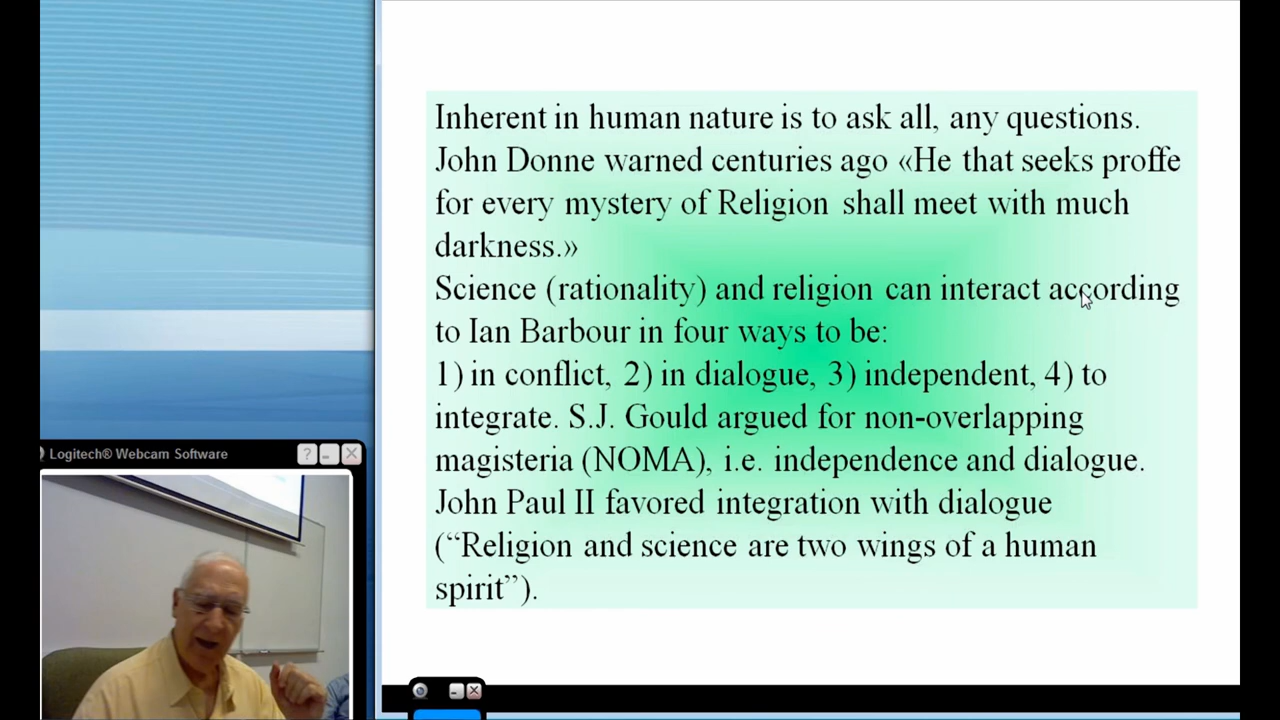 Inherent in human nature is to ask all, any questions.
John Donne warned centuries ago «He that seeks proffe
for every mystery of Religion shall meet with much
darkness.»
Science (rationality) and religion can interact according
to Ian Barbour in four ways to be:
1) in conflict, 2) in dialogue, 3) independent, 4) to
integrate. S.J. Gould argued for non-overlapping
magisteria (NOMA), i.e. independence and dialogue.
John Paul II favored integration with dialogue
(“Religion and science are two wings of a human
spirit”).
Logitech® Webcam Software